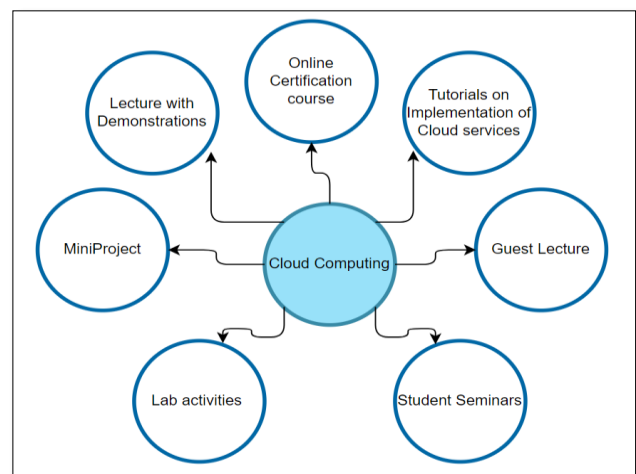 Online
Certification
course
Lecture with
Demonstrations
Tutorials on
Implementation of
Cloud services
MiniProject
Cloud Computing
Guest Lecture
Lab activities
Student Seminars